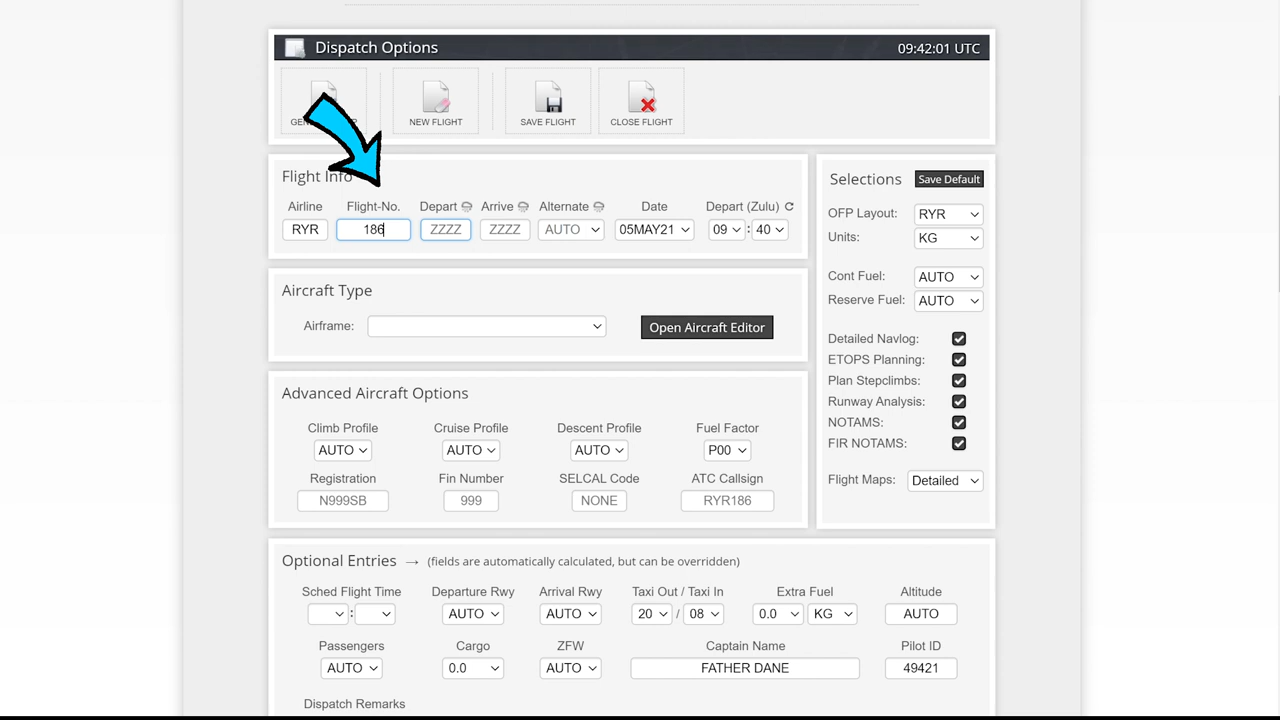 Dispatch Options 09:42:01 UTC
NEW FLIGHT SAVE FLIGHT CLOSE FLIGHT
Flight Info
Airline Flight-No. Depart Arrive Alternate Date Depart (Zulu)
RYR 186 ZZZZ ZZZZ AUTO 05MAY21 09 : 40
Aircraft Type
Airframe: Open Aircraft Editor
Advanced Aircraft Options
Climb Profile Cruise Profile Descent Profile Fuel Factor
AUTO AUTO AUTO P00
Registration Fin Number SELCAL Code ATC Callsign
N999SB 999 NONE RYR186
Selections Save Default
OFP Layout: RYR
Units: KG
Cont Fuel: AUTO
Reserve Fuel: AUTO
Detailed Navlog:
ETOPS Planning:
Plan Stepclimbs:
Runway Analysis:
NOTAMS:
FIR NOTAMS:
Flight Maps: Detailed
Optional Entries → (fields are automatically calculated, but can be overridden)
Sched Flight Time Departure Rwy Arrival Rwy Taxi Out / Taxi In Extra Fuel Altitude
: AUTO AUTO 20 / 08 0.0 KG AUTO
Passengers Cargo ZFW Captain Name Pilot ID
AUTO 0.0 AUTO FATHER DANE 49421
Dispatch Remarks